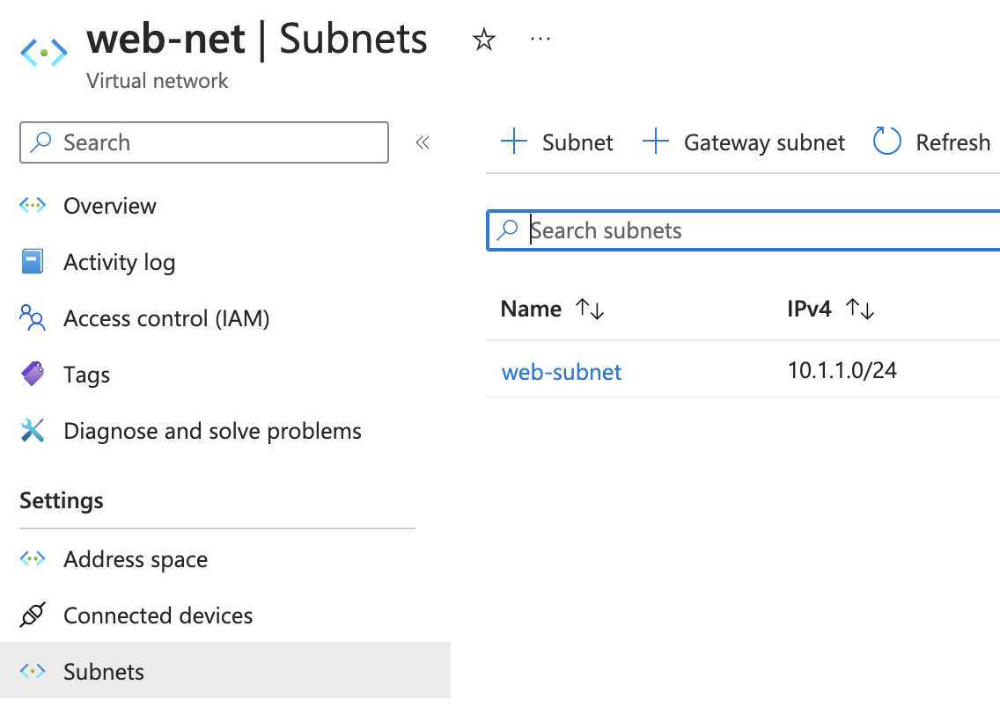 web-net | Subnets
Virtual network
Search
Overview
Activity log
Access control (IAM)
Tags
Diagnose and solve problems
Settings
Address space
Connected devices
Subnets
Subnet Gateway subnet Refresh
Search subnets
Name IPv4
web-subnet 10.1.1.0/24